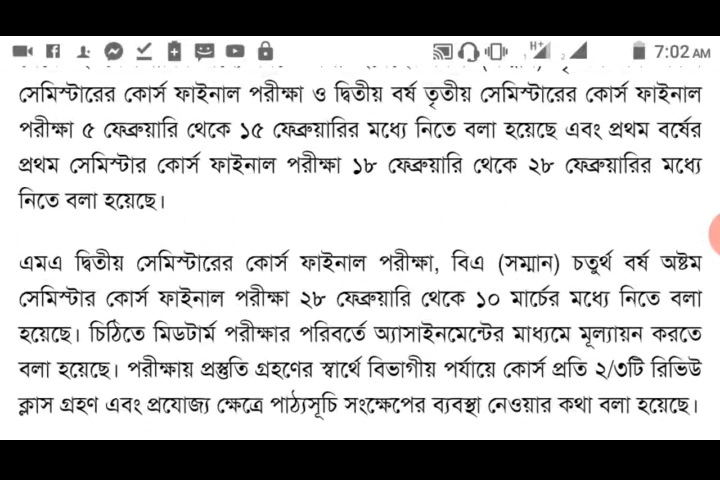 7:02 AM
সেমিস্টারের কোর্স ফাইনাল পরীক্ষা ও দ্বিতীয় বর্ষ তৃতীয় সেমিস্টারের কোর্স ফাইনাল
পরীক্ষা ৫ ফেব্রুয়ারি থেকে ১৫ ফেব্রুয়ারির মধ্যে নিতে বলা হয়েছে এবং প্রথম বর্ষের
প্রথম সেমিস্টার কোর্স ফাইনাল পরীক্ষা ১৮ ফেব্রুয়ারি থেকে ২৮ ফেব্রুয়ারির মধ্যে
নিতে বলা হয়েছে।
এমএ দ্বিতীয় সেমিস্টারের কোর্স ফাইনাল পরীক্ষা, বিএ (সম্মান) চতুর্থ বর্ষ অষ্টম
সেমিস্টার কোর্স ফাইনাল পরীক্ষা ২৮ ফেব্রুয়ারি থেকে ১০ মার্চের মধ্যে নিতে বলা
হয়েছে। চিঠিতে মিডটার্ম পরীক্ষার পরিবর্তে অ্যাসাইনমেন্টের মাধ্যমে মূল্যায়ন করতে
বলা হয়েছে। পরীক্ষায় প্রস্তুতি গ্রহণের স্বার্থে বিভাগীয় পর্যায়ে কোর্স প্রতি ২/৩টি রিভিউ
ক্লাস গ্রহণ এবং প্রযোজ্য ক্ষেত্রে পাঠ্যসূচি সংক্ষেপের ব্যবস্থা নেওয়ার কথা বলা হয়েছে।